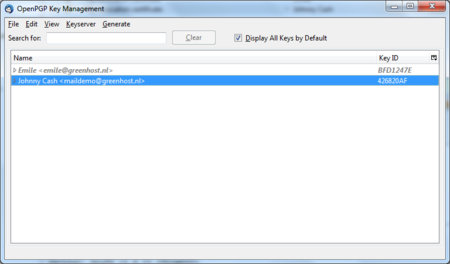 OpenPGP Key Management
File Edit View Keyserver Generate
Search for: Clear Display All Keys by Default
Name Key ID
Emile <emile@greenhost.nl> BFD1247E
Johnny Cash <maildemo@greenhost.nl> 426820AF